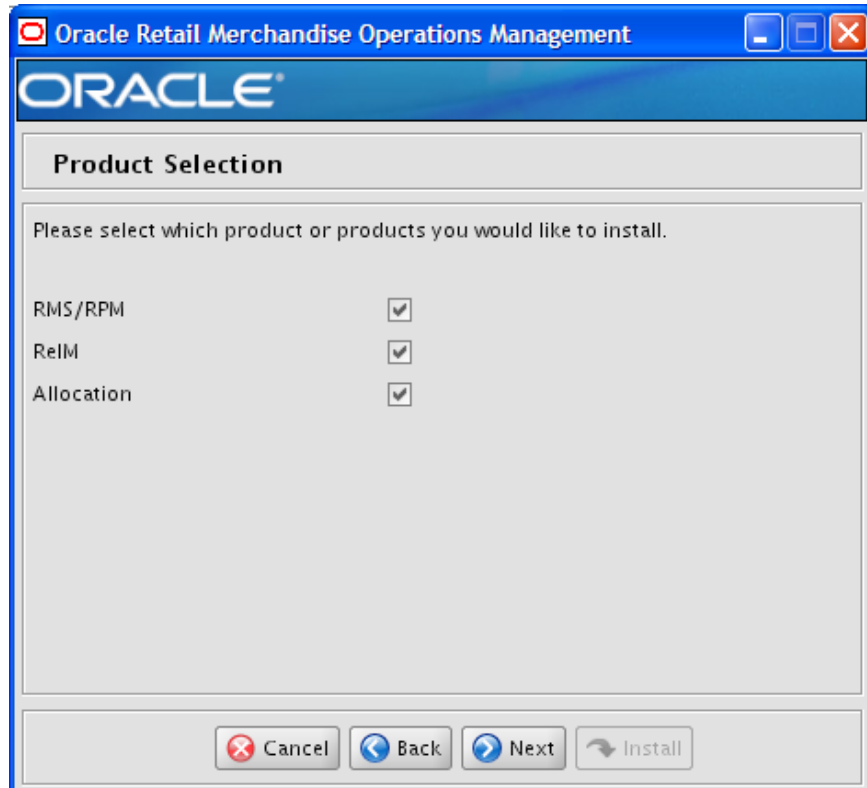 Oracle Retail Merchandise Operations Management
ORACLE®
Product Selection
Please select which product or products you would like to install.
RMS/RPM
ReIM
Allocation
Cancel Back Next Install